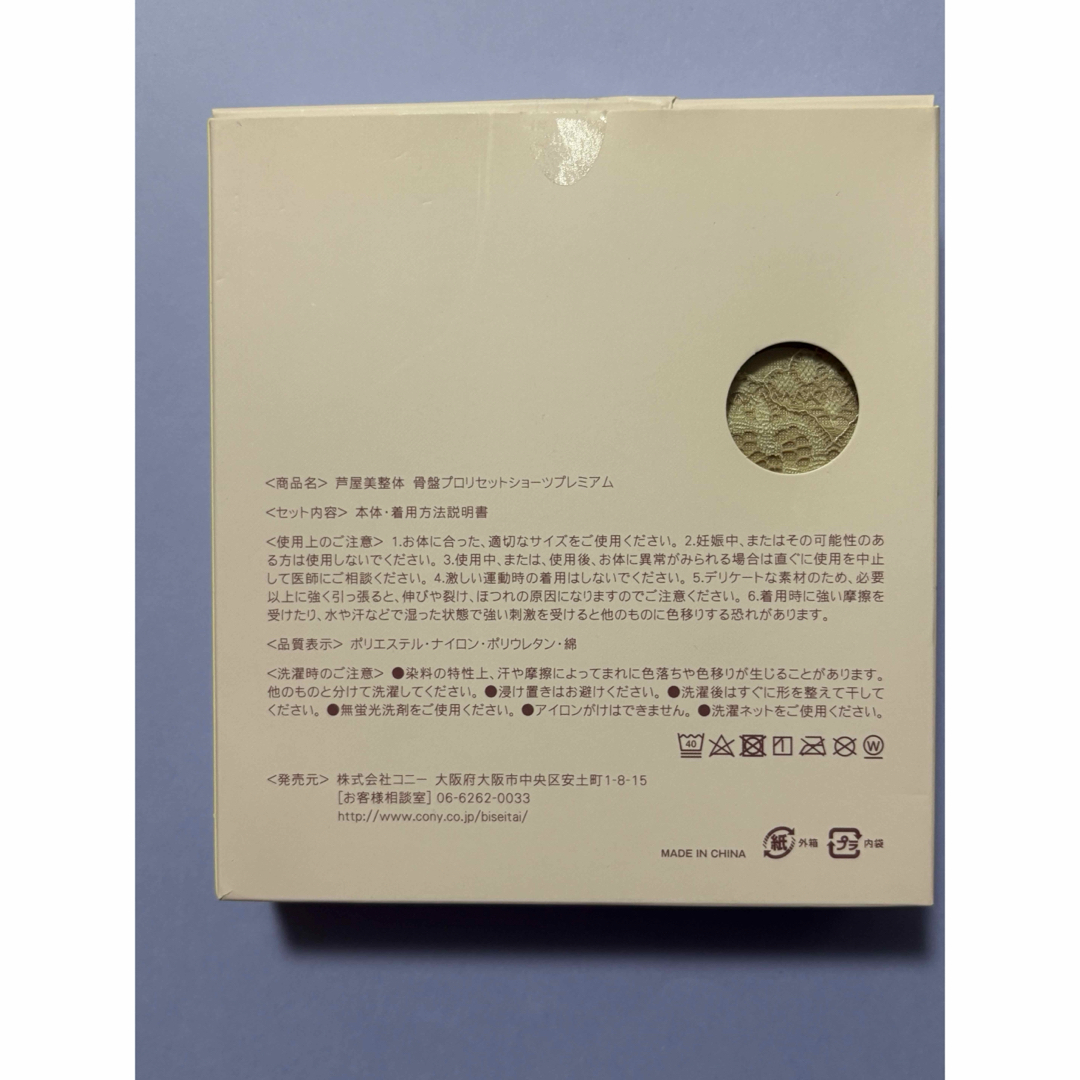 <商品名> 芦屋美整体 骨盤プロリセットショーツプレミアム
<セット内容> 本体・着用方法説明書
<使用上のご注意> 1.お体に合った、適切なサイズをご使用ください。 2.妊娠中、またはその可能性のあ
る方は使用しないでください。 3.使用中、または、使用後、お体に異常がみられる場合は直ぐに使用を中止
して医師にご相談ください。 4.激しい運動時の着用はしないでください。 5.デリケートな素材のため、必要
以上に強く引っ張ると、伸びや裂け、ほつれの原因になりますのでご注意ください。 6.着用時に強い摩擦を
受けたり、水や汗などで湿った状態で強い刺激を受けると他のものに色移りする恐れがあります。
<品質表示> ポリエステル・ナイロン・ポリウレタン・綿
<洗濯時のご注意> ●染料の特性上、汗や摩擦によってまれに色落ちや色移りが生じることがあります。
他のものと分けて洗濯してください。 ●浸け置きはお避けください。 ●洗濯後はすぐに形を整えて干して
ください。 ●無蛍光洗剤をご使用ください。 ●アイロンがけはできません。 ●洗濯ネットをご使用ください。
40 W
<発売元> 株式会社コニー 大阪府大阪市中央区安土町1-8-15
[お客様相談室] 06-6262-0033
http://www.cony.co.jp/biseitai/
MADE IN CHINA 紙 外箱 プラ 内袋